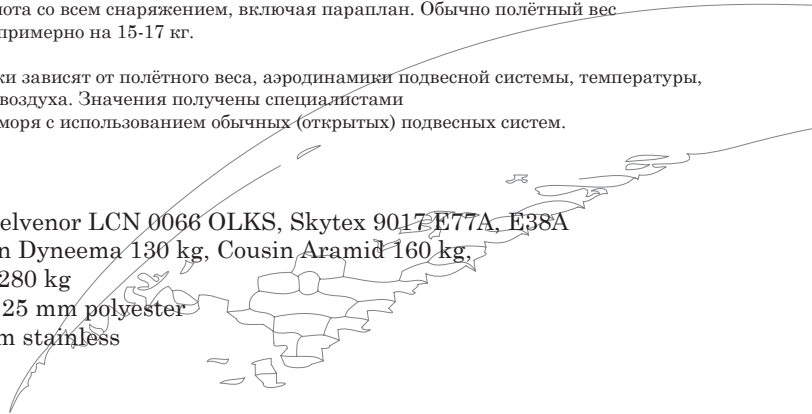 лота со всем снаряжением, включая параплан. Обычно полётный вес
примерно на 15-17 кг.
ки зависят от полётного веса, аэродинамики подвесной системы, температуры,
воздуха. Значения получены специалистами
моря с использованием обычных (открытых) подвесных систем.
elvenor LCN 0066 OLKS, Skytex 9017 E77A, E38A
n Dyneema 130 kg, Cousin Aramid 160 kg,
280 kg
25 mm polyester
m stainless